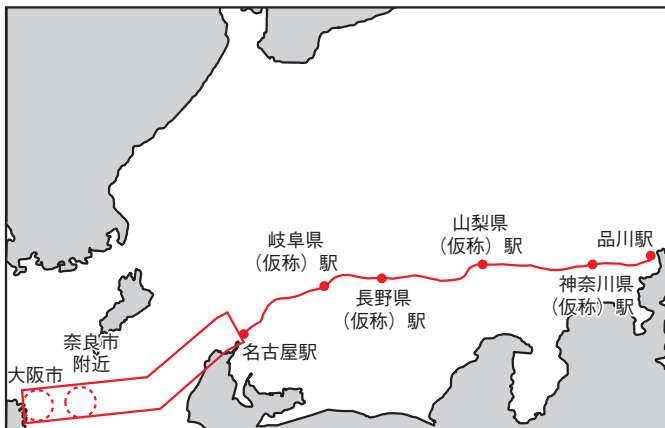 山梨県
（仮称）駅
品川駅
岐阜県
（仮称）駅
長野県
（仮称）駅
神奈川県
（仮称）駅
奈良市
附近
名古屋駅
大阪市